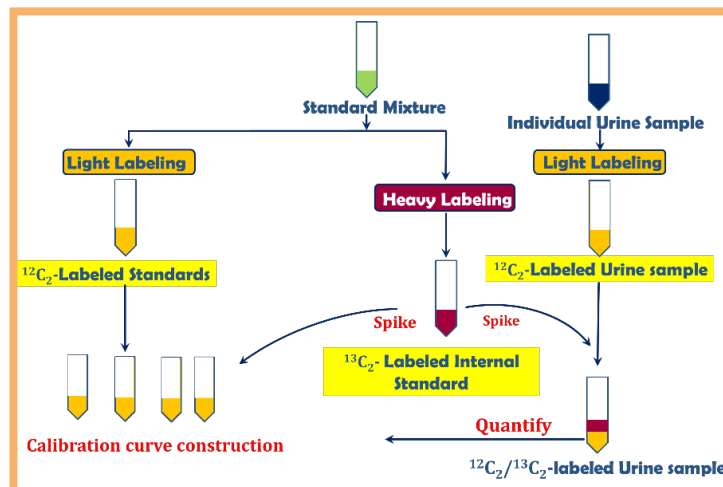 Standard Mixture
Individual Urine Sample
Light Labeling
Light Labeling
Heavy Labeling
¹²C₂-Labeled Standards
¹²C₂-Labeled Urine sample
Spike
Spike
¹³C₂- Labeled Internal
Standard
Calibration curve construction
Quantify
¹²C₂/¹³C₂-labeled Urine sample